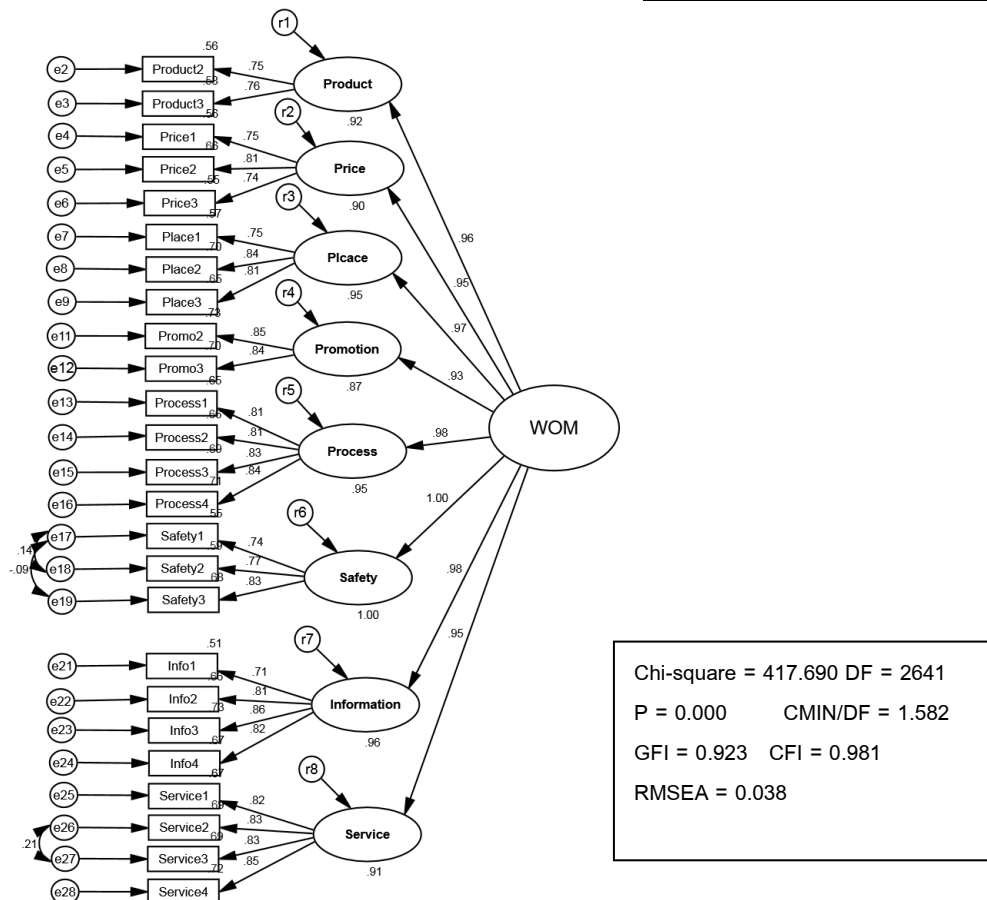 r1
.56
e2 Product2 .75 Product
.58
e3 Product3 .76
.56 r2 .92
e4 Price1 .75
.66
e5 Price2 .81 Price
.55 .74
e6 Price3 r3 .90
.57
e7 Place1 .75 .96
.70
e8 Place2 .84 Plcace .95
.65 .81
e9 Place3 r4 .95 .97
.73
e11 Promo2 .85
.70 Promotion
e12 Promo3 .84 .93
.65 r5 .87
e13 Process1 .81
.65 WOM
e14 Process2 .81 .98
.69 Process
e15 Process3 .83
.71 .84 .95
e16 Process4
.55 r6 1.00
e17 Safety1 .74
.14 .59
-.09 e18 Safety2 .77 Safety .98
.68
e19 Safety3 .83 1.00
.95
r7
.51
e21 Info1 .71
.65
e22 Info2 .81 Information
.73 .86
e23 Info3 .82 .96
.67
e24 Info4 r8
.67
e25 Service1 .82
.69
e26 Service2 .83 Service
.21 .69
e27 Service3 .83 .91
.72 .85
e28 Service4
Chi-square = 417.690 DF = 2641
P = 0.000 CMIN/DF = 1.582
GFI = 0.923 CFI = 0.981
RMSEA = 0.038